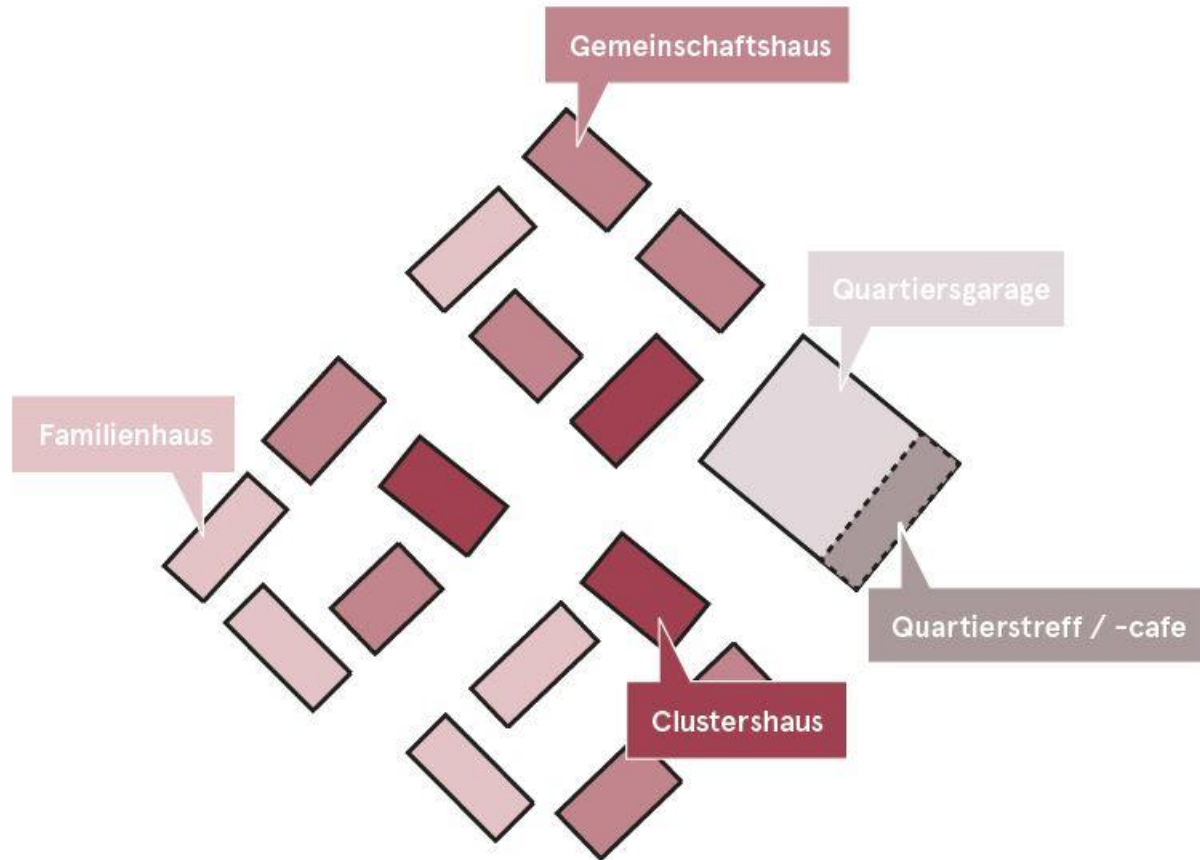 Gemeinschaftshaus
Quartiersgarage
Familienhaus
Quartierstreff / -cafe
Clustershaus